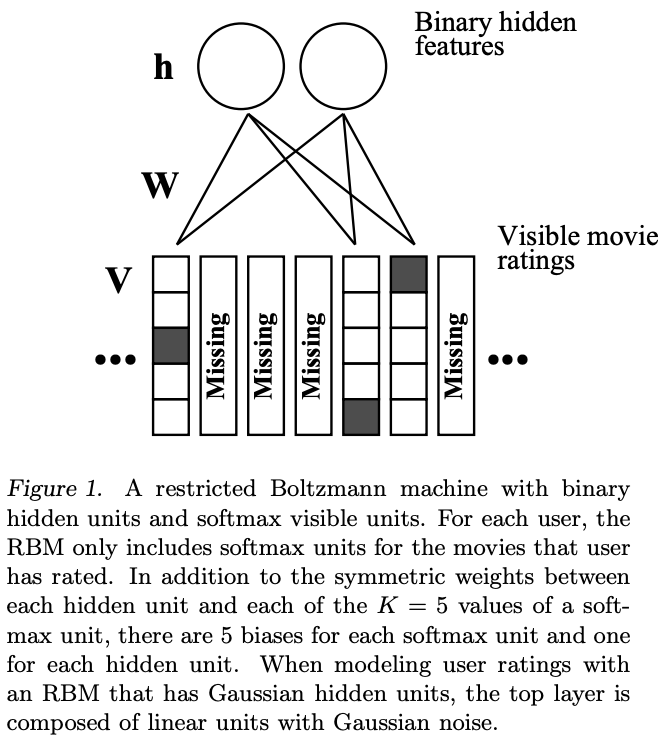 Binary hidden
features
h
W
Visible movie
ratings
V
Missing
Missing
Missing
Missing
...
...
Figure 1. A restricted Boltzmann machine with binary
hidden units and softmax visible units. For each user, the
RBM only includes softmax units for the movies that user
has rated. In addition to the symmetric weights between
each hidden unit and each of the K = 5 values of a soft-
max unit, there are 5 biases for each softmax unit and one
for each hidden unit. When modeling user ratings with
an RBM that has Gaussian hidden units, the top layer is
composed of linear units with Gaussian noise.